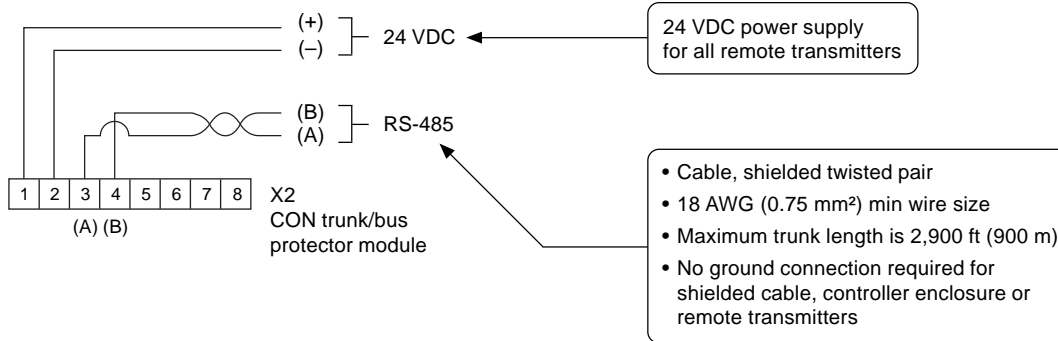 (+)
(–)
24 VDC
24 VDC power supply
for all remote transmitters
(B)
(A)
RS-485
1 2 3 4 5 6 7 8
(A) (B)
X2
CON trunk/bus
protector module
• Cable, shielded twisted pair
• 18 AWG (0.75 mm²) min wire size
• Maximum trunk length is 2,900 ft (900 m)
• No ground connection required for
shielded cable, controller enclosure or
remote transmitters